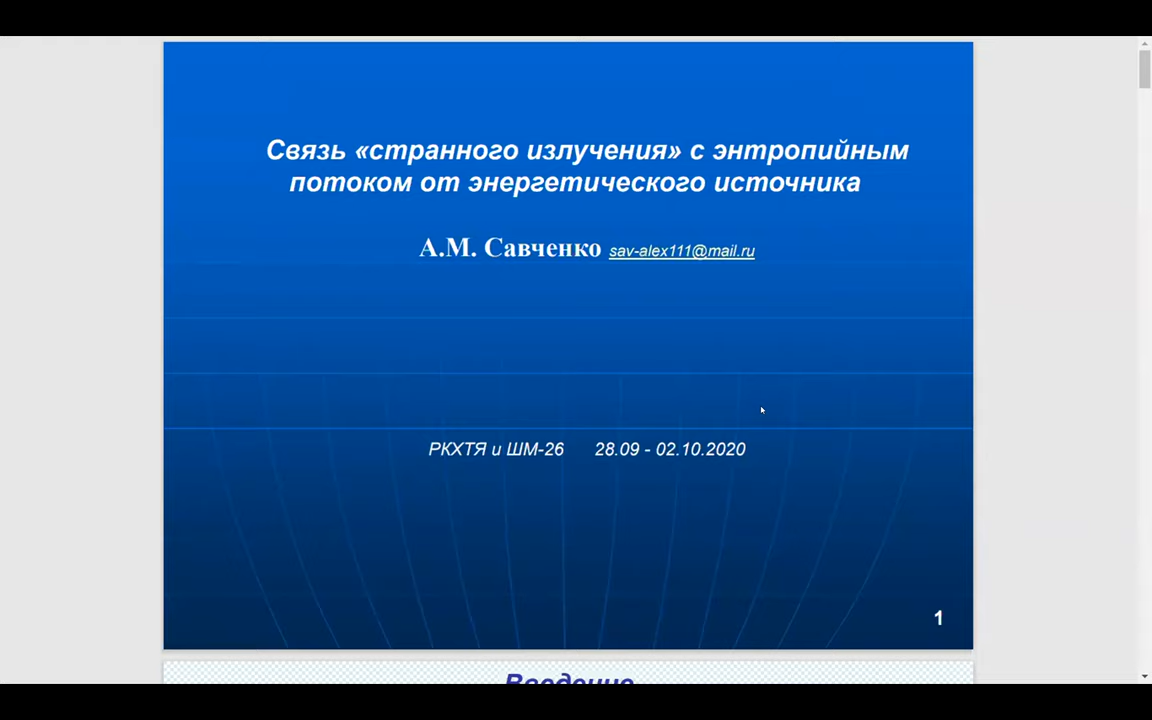 Связь «странного излучения» с энтропийным
потоком от энергетического источника
А.М. Савченко sav-alex111@mail.ru
РКХТЯ и ШМ-26 28.09 - 02.10.2020
1
Введение